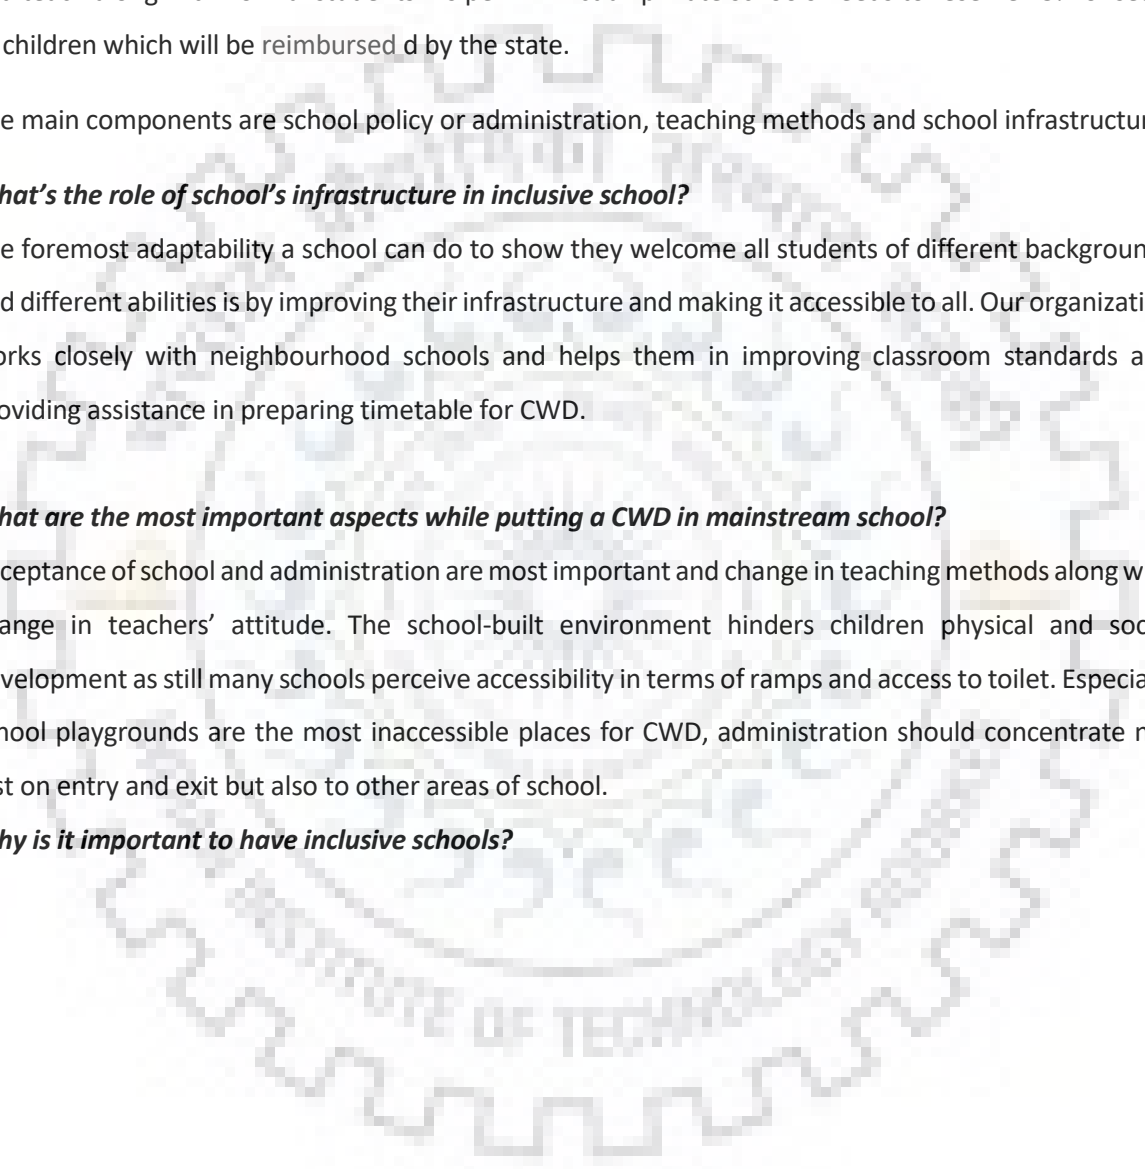 children which will be reimbursed d by the state.
e main components are school policy or administration, teaching methods and school infrastructur
hat's the role of school's infrastructure in inclusive school?
e foremost adaptability a school can do to show they welcome all students of different backgroun
d different abilities is by improving their infrastructure and making it accessible to all. Our organizati
orks closely with neighbourhood schools and helps them in improving classroom standards a
oviding assistance in preparing timetable for CWD.
hat are the most important aspects while putting a CWD in mainstream school?
ceptance of school and administration are most important and change in teaching methods along w
ange in teachers' attitude. The school-built environment hinders children physical and soc
velopment as still many schools perceive accessibility in terms of ramps and access to toilet. Especia
hool playgrounds are the most inaccessible places for CWD, administration should concentrate n
st on entry and exit but also to other areas of school.
hy is it important to have inclusive schools?
INSTITUTE OF TECHNOLOGY